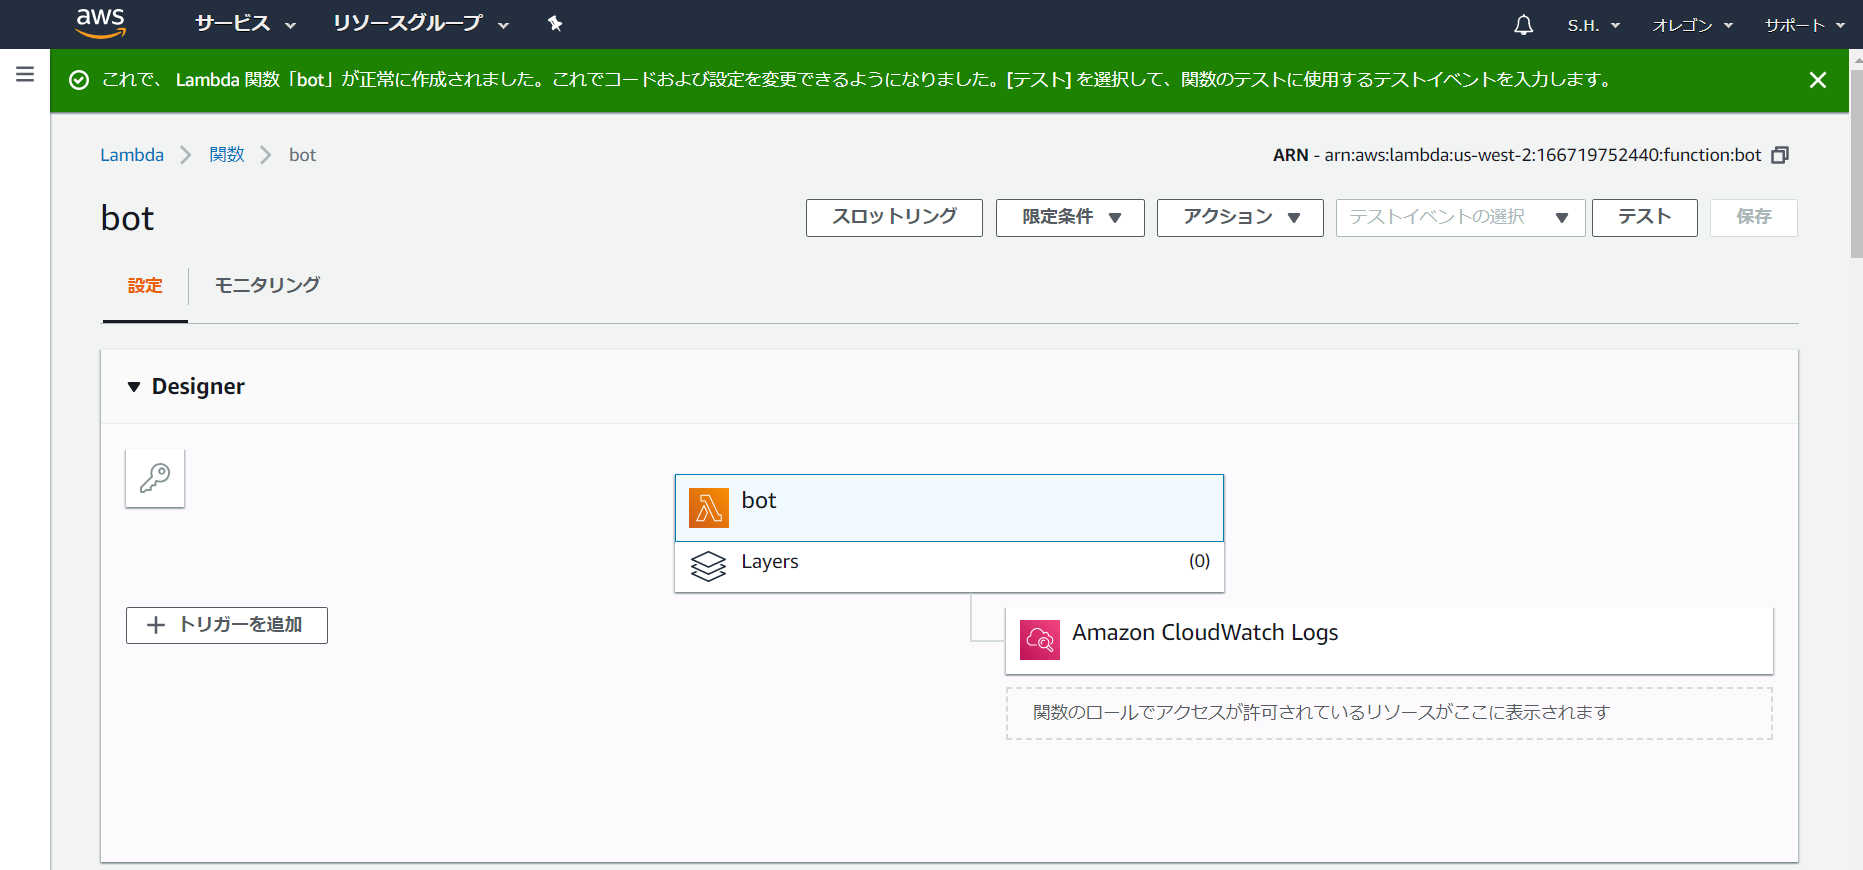 aws サービス リソースグループ S.H. オレゴン サポート
これで、 Lambda 関数「bot」が正常に作成されました。これでコードおよび設定を変更できるようになりました。[テスト] を選択して、関数のテストに使用するテストイベントを入力します。
Lambda 関数 bot
ARN - arn:aws:lambda:us-west-2:166719752440:function:bot
bot
スロットリング 限定条件 アクション テストイベントの選択 テスト 保存
設定 モニタリング
Designer
bot
Layers (0)
トリガーを追加
Amazon CloudWatch Logs
関数のロールでアクセスが許可されているリソースがここに表示されます